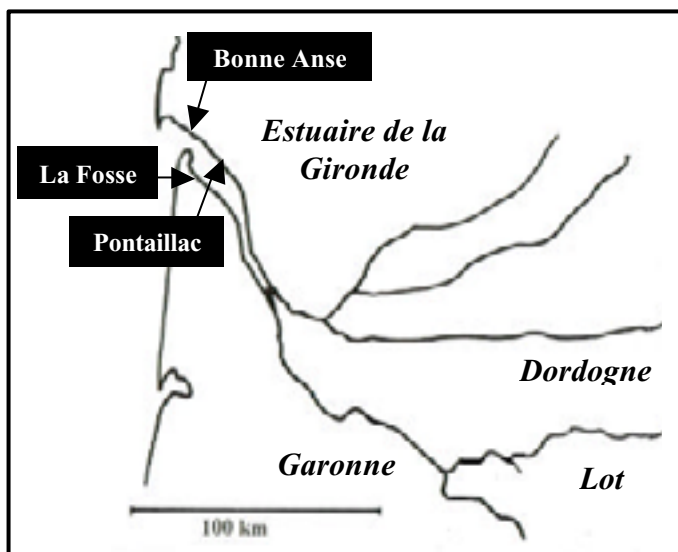 Bonne Anse
Estuaire de la
Gironde
La Fosse
Pontaillac
Dordogne
Garonne
Lot
100 km